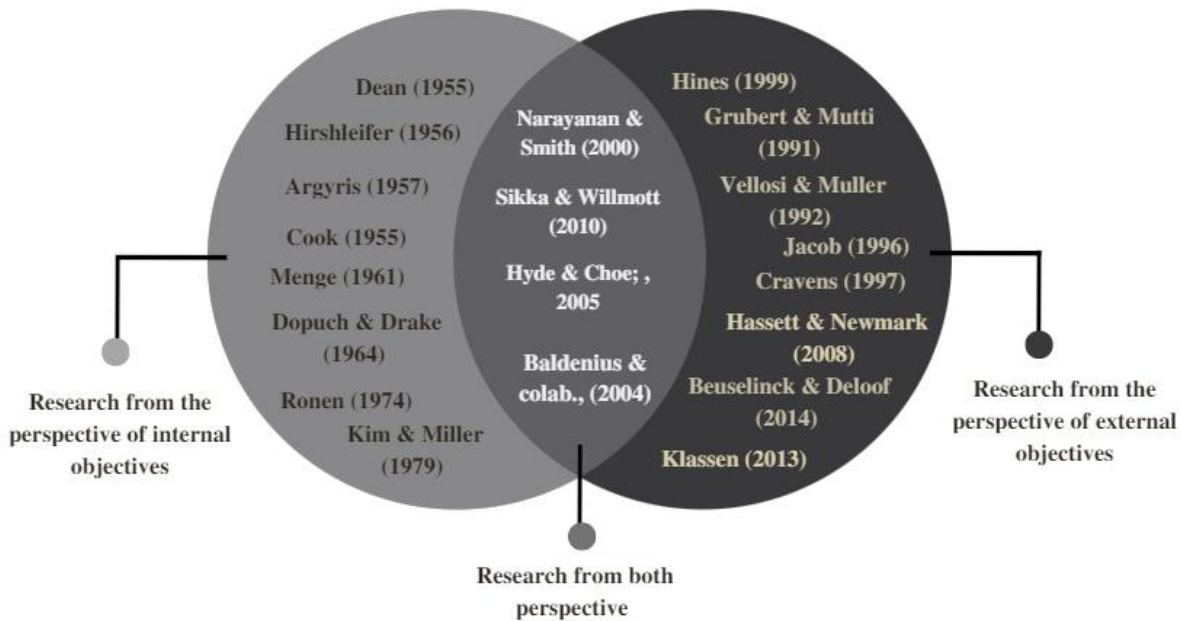 Dean (1955)
Hirshleifer (1956)
Argyris (1957)
Cook (1955)
Menge (1961)
Dopuch & Drake
(1964)
Ronen (1974)
Kim & Miller
(1979)
Narayanan &
Smith (2000)
Sikka & Willmott
(2010)
Hyde & Choe; ,
2005
Baldenius &
colab., (2004)
Hines (1999)
Grubert & Mutti
(1991)
Vellosi & Muller
(1992)
Jacob (1996)
Cravens (1997)
Hassett & Newmark
(2008)
Beuselinck & Deloof
(2014)
Klassen (2013)
Research from the
perspective of internal
objectives
Research from both
perspective
Research from the
perspective of external
objectives